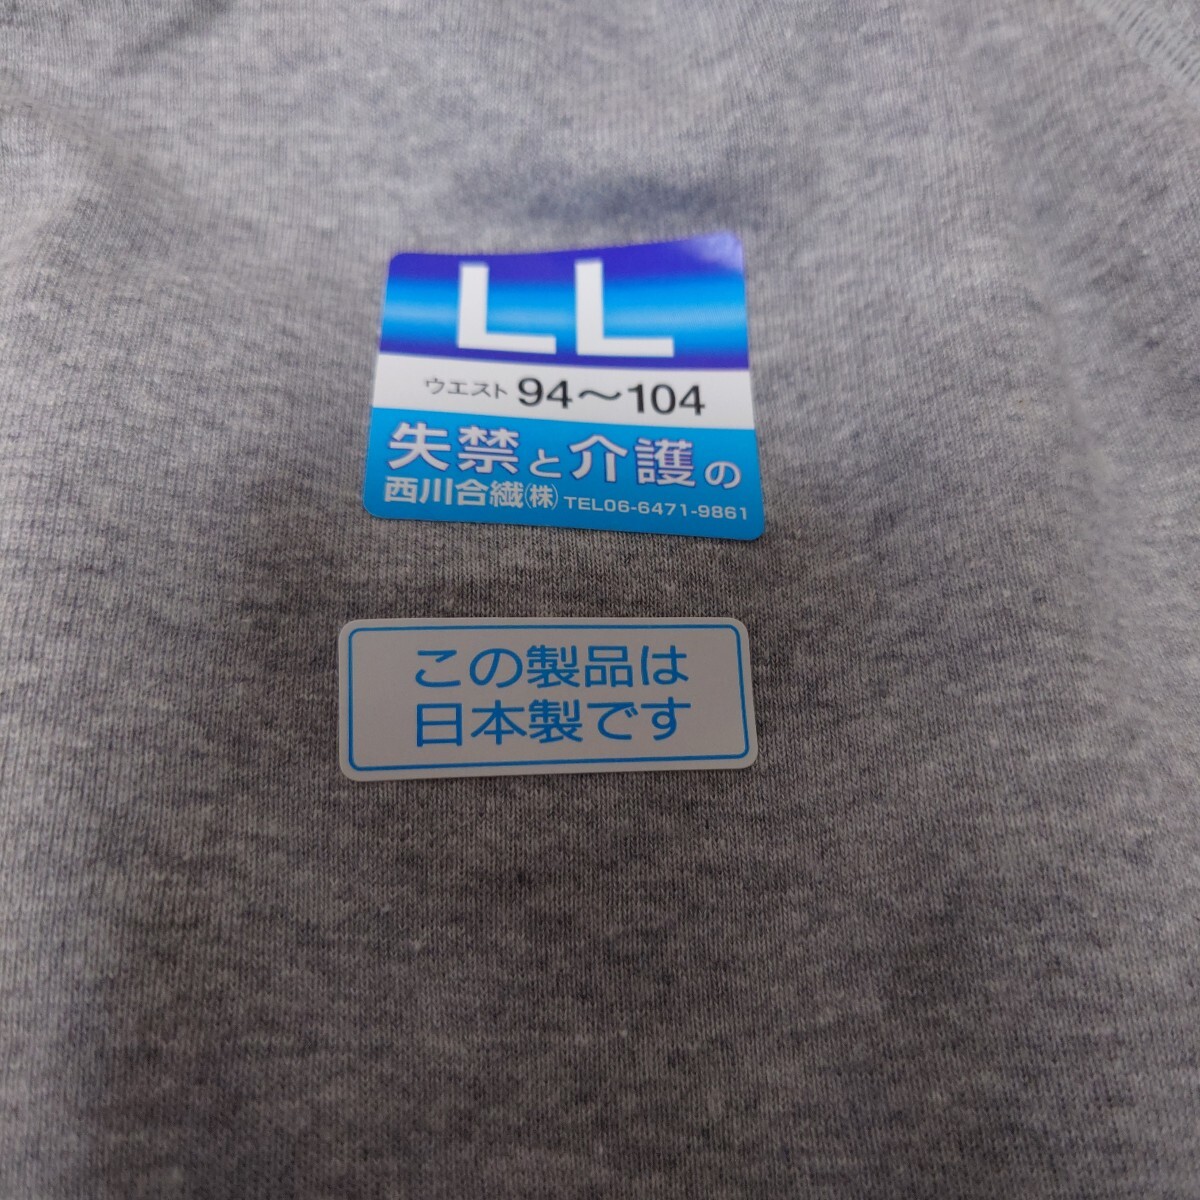 LL
ウエスト 94～104
失禁と介護の
西川合繊㈱ TEL06-6471-9861
この製品は
日本製です